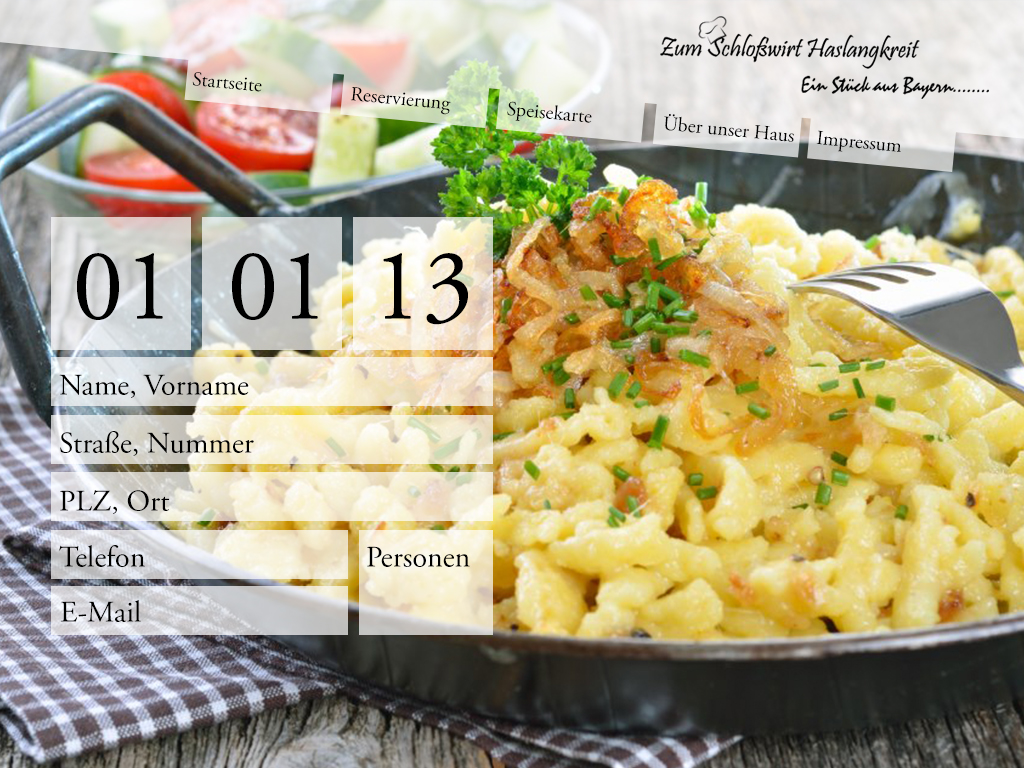 Zum Schloßwirt Haslangkreit
Ein Stück aus Bayern........
Startseite
Reservierung
Speisekarte
Über unser Haus
Impressum
01 01 13
Name, Vorname
Straße, Nummer
PLZ, Ort
Telefon
Personen
E-Mail